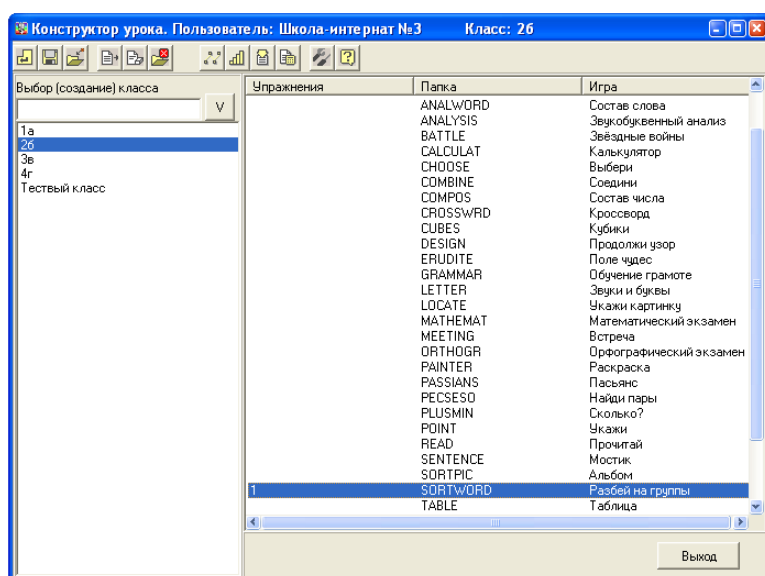 Конструктор урока. Пользователь: Школа-интернат №3 Класс: 2б
Выбор (создание) класса
V
1а
2б
3в
4г
Тествый класс
Упражнения Папка Игра
ANALWORD Состав слова
ANALYSIS Звукобуквенный анализ
BATTLE Звёздные войны
CALCULAT Калькулятор
CHOOSE Выбери
COMBINE Соедини
COMPOS Состав числа
CROSSWRD Кроссворд
CUBES Кубики
DESIGN Продолжи узор
ERUDITE Поле чудес
GRAMMAR Обучение грамоте
LETTER Звуки и буквы
LOCATE Укажи картинку
MATHEMAT Математический экзамен
MEETING Встреча
ORTHOGR Орфографический экзамен
PAINTER Раскраска
PASSIANS Пасьянс
PECSESO Найди пары
PLUSMIN Сколько?
POINT Укажи
READ Прочитай
SENTENCE Мостик
SORTPIC Альбом
1 SORTWORD Разбей на группы
TABLE Таблица
Выход